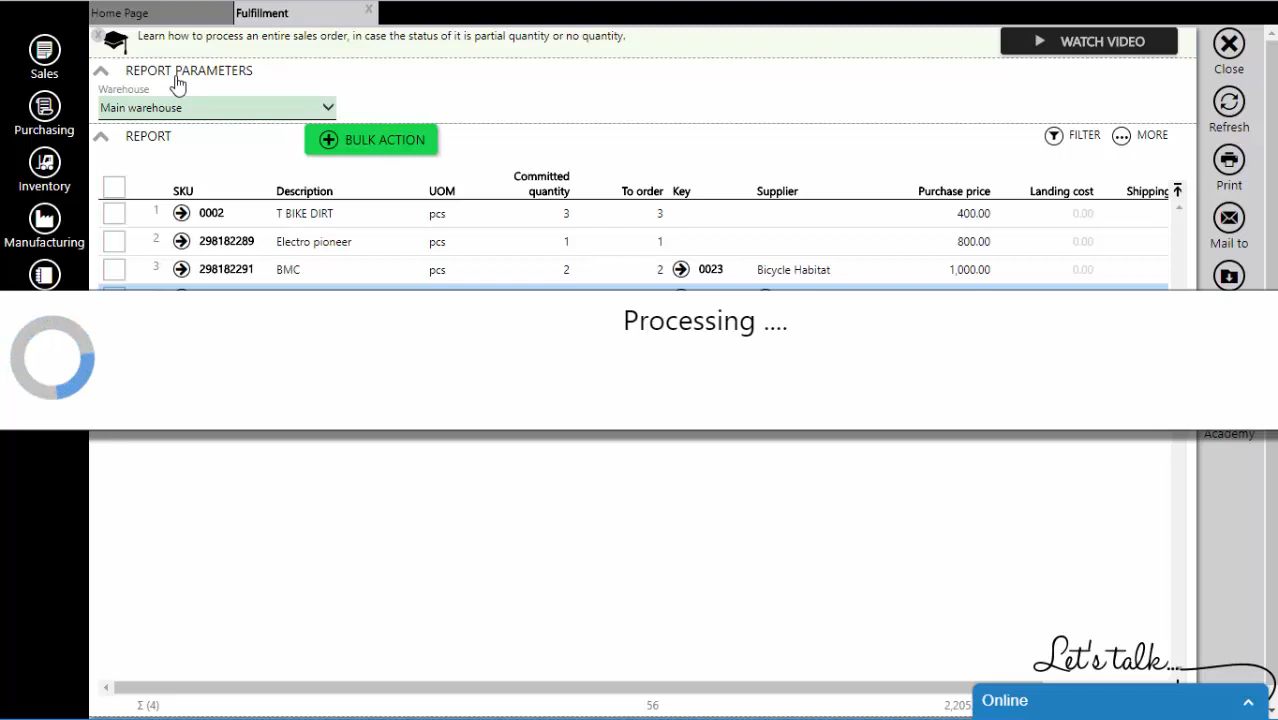 Home Page
Fulfillment
X
Learn how to process an entire sales order, in case the status of it is partial quantity or no quantity.
WATCH VIDEO
Close
Sales
REPORT PARAMETERS
Warehouse
Main warehouse
Refresh
Purchasing
REPORT
BULK ACTION
FILTER
MORE
Print
Inventory
SKU Description UOM Committed quantity To order Key Supplier Purchase price Landing cost Shipping
1 0002 T BIKE DIRT pcs 3 3 400.00 0.00
Manufacturing
Mail to
2 298182289 Electro pioneer pcs 1 1 800.00 0.00
3 298182291 BMC pcs 2 2 0023 Bicycle Habitat 1,000.00 0.00
Processing ....
Academy
Let's talk...
Online
Σ (4) 56 2,205